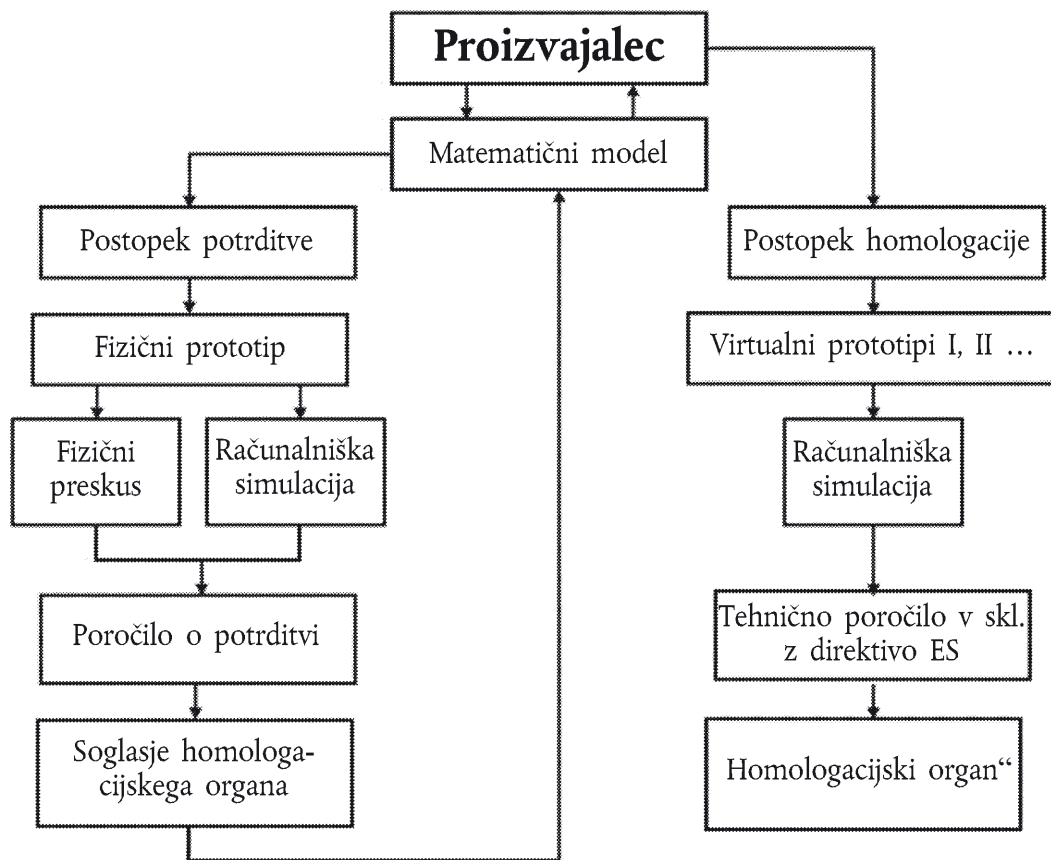 Proizvajalec
Matematični model
Postopek potrditve
Postopek homologacije
Fizični prototip
Virtualni prototipi I, II …
Fizični
preskus
Računalniška
simulacija
Računalniška
simulacija
Poročilo o potrditvi
Tehnično poročilo v skl.
z direktivo ES
Soglasje homologa-
cijskega organa
Homologacijski organ“